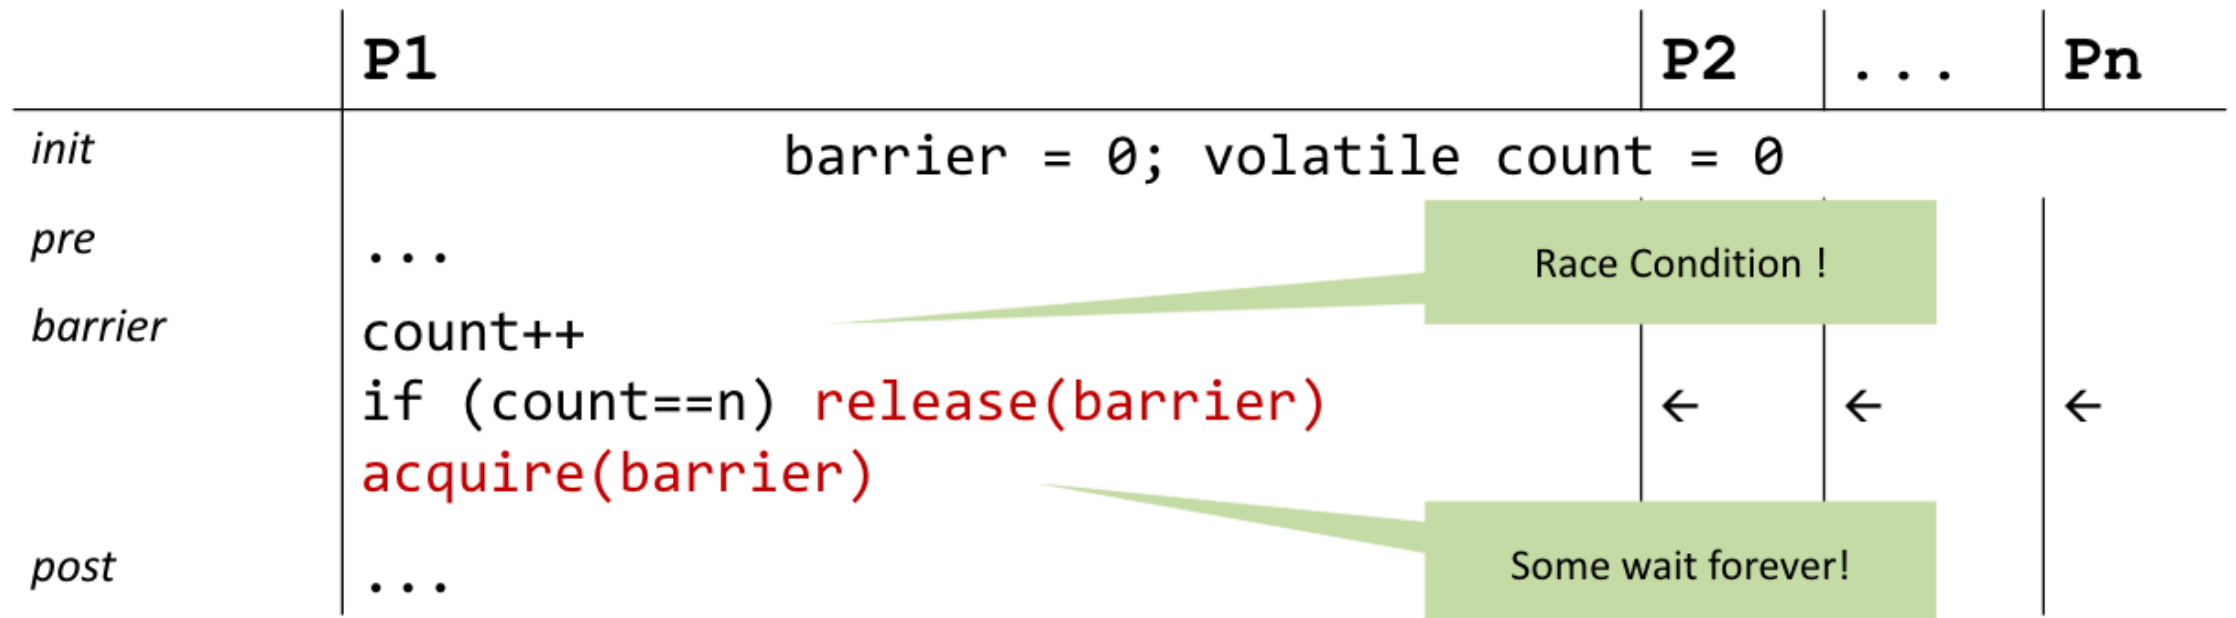 P1 P2 ... Pn
init barrier = 0; volatile count = 0
pre ... Race Condition !
barrier count++
if (count==n) release(barrier) ← ← ←
acquire(barrier)
post ... Some wait forever!